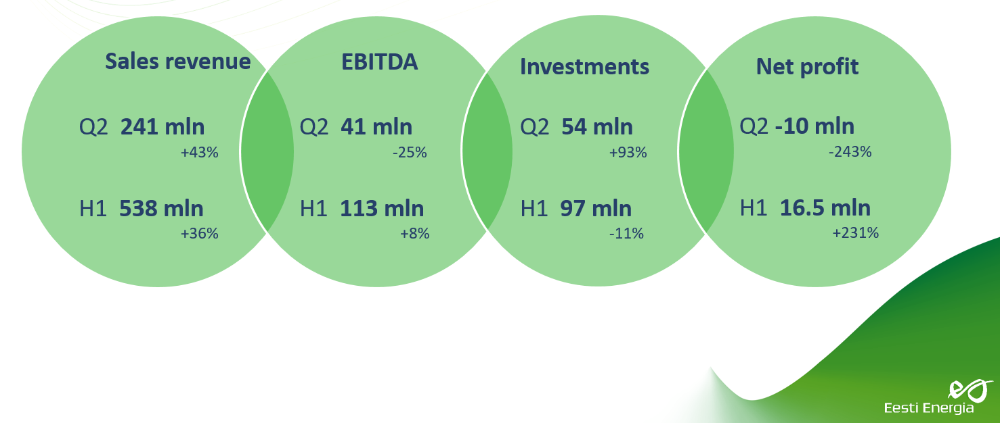 Sales revenue
Q2 241 mln
+43%
H1 538 mln
+36%
EBITDA
Q2 41 mln
-25%
H1 113 mln
+8%
Investments
Q2 54 mln
+93%
H1 97 mln
-11%
Net profit
Q2 -10 mln
-243%
H1 16.5 mln
+231%
Eesti Energia